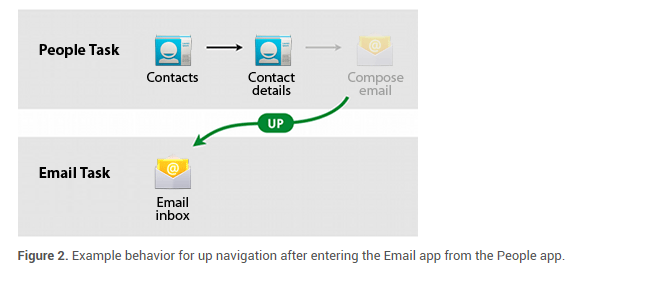 People Task
Contacts
Contact
details
Compose
email
UP
Email Task
@
Email
inbox
Figure 2. Example behavior for up navigation after entering the Email app from the People app.